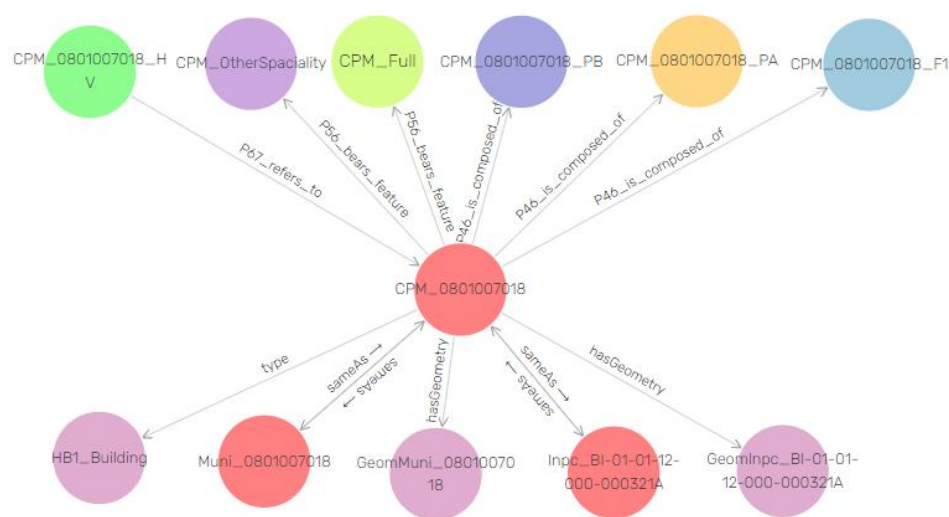 CPM_0801007018_H
V
CPM_OtherSpaciality
CPM_Full
CPM_0801007018_PB
CPM_0801007018_PA
CPM_0801007018_F1
P67_refers_to
P56_bears_feature
P56_bears_feature
P46_is_composed_of
P46_is_composed_of
P46_is_composed_of
CPM_0801007018
type
sameAs →
sameAs →
hasGeometry
sameAs →
sameAs →
hasGeometry
HB1_Building
Muni_0801007018
GeomMuni_08010070
18
Inpc_BI-01-01-12-
000-000321A
GeomInpc_BI-01-01-
12-000-000321A